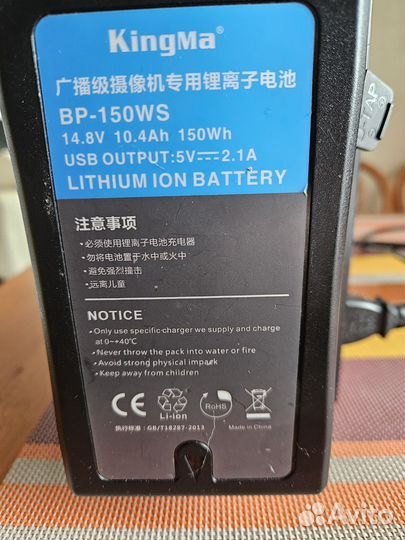 KingMa®
广播级摄像机专用锂离子电池
BP-150WS
14.8V 10.4Ah 150Wh
USB OUTPUT:5V⎓2.1A
LITHIUM ION BATTERY
D-TAP
注意事项
•必须使用锂离子电池充电器
•勿将电池置于水中或火中
•避免强烈撞击
•远离儿童
NOTICE
•Only use specific charger we supply and charge
at 0~+40℃
•Never throw the pack into water or fire
•Avoid strong physical impark
•Keep away from children
CE
Li-ion
RoHS
Made in China
执行标准:GB/T18287-2013
Avito